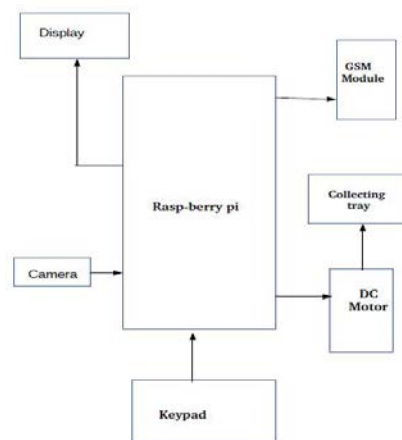 Display
GSM
Module
Rasp-berry pi
Collecting
tray
Camera
DC
Motor
Keypad